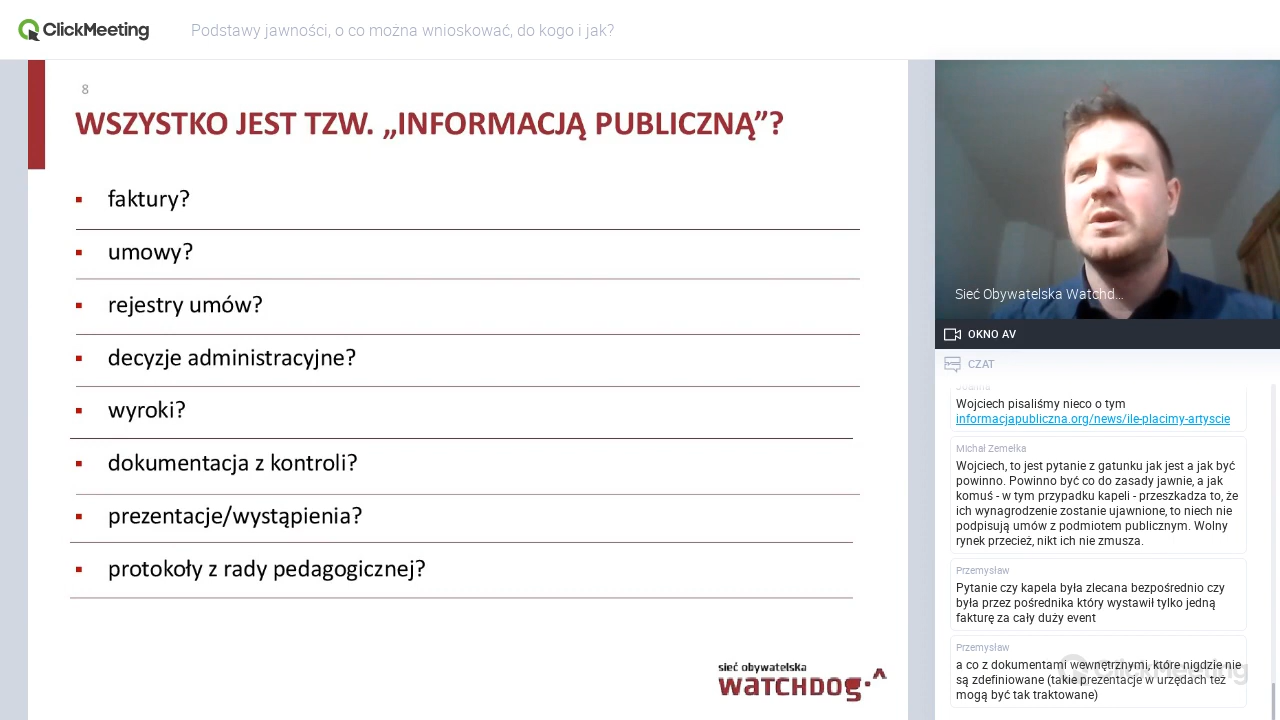 ClickMeeting
Podstawy jawności, o co można wnioskować, do kogo i jak?
8
WSZYSTKO JEST TZW. „INFORMACJĄ PUBLICZNĄ”?
faktury?
umowy?
rejestry umów?
decyzje administracyjne?
wyroki?
dokumentacja z kontroli?
prezentacje/wystąpienia?
protokoły z rady pedagogicznej?
sieć obywatelska
WATCHDOG
Sieć Obywatelska Watchd...
OKNO AV
CZAT
Joanna
Wojciech pisaliśmy nieco o tym
informacjapubliczna.org/news/ile-placimy-artyscie
Michał Zemełka
Wojciech, to jest pytanie z gatunku jak jest a jak być
powinno. Powinno być co do zasady jawnie, a jak
komuś - w tym przypadku kapeli - przeszkadza to, że
ich wynagrodzenie zostanie ujawnione, to niech nie
podpisują umów z podmiotem publicznym. Wolny
rynek przecież, nikt ich nie zmusza.
Przemysław
Pytanie czy kapela była zlecana bezpośrednio czy
była przez pośrednika który wystawił tylko jedną
fakturę za cały duży event
Przemysław
a co z dokumentami wewnętrznymi, które nigdzie nie
są zdefiniowane (takie prezentacje w urzędach też
mogą być tak traktowane)
ClickMeeting